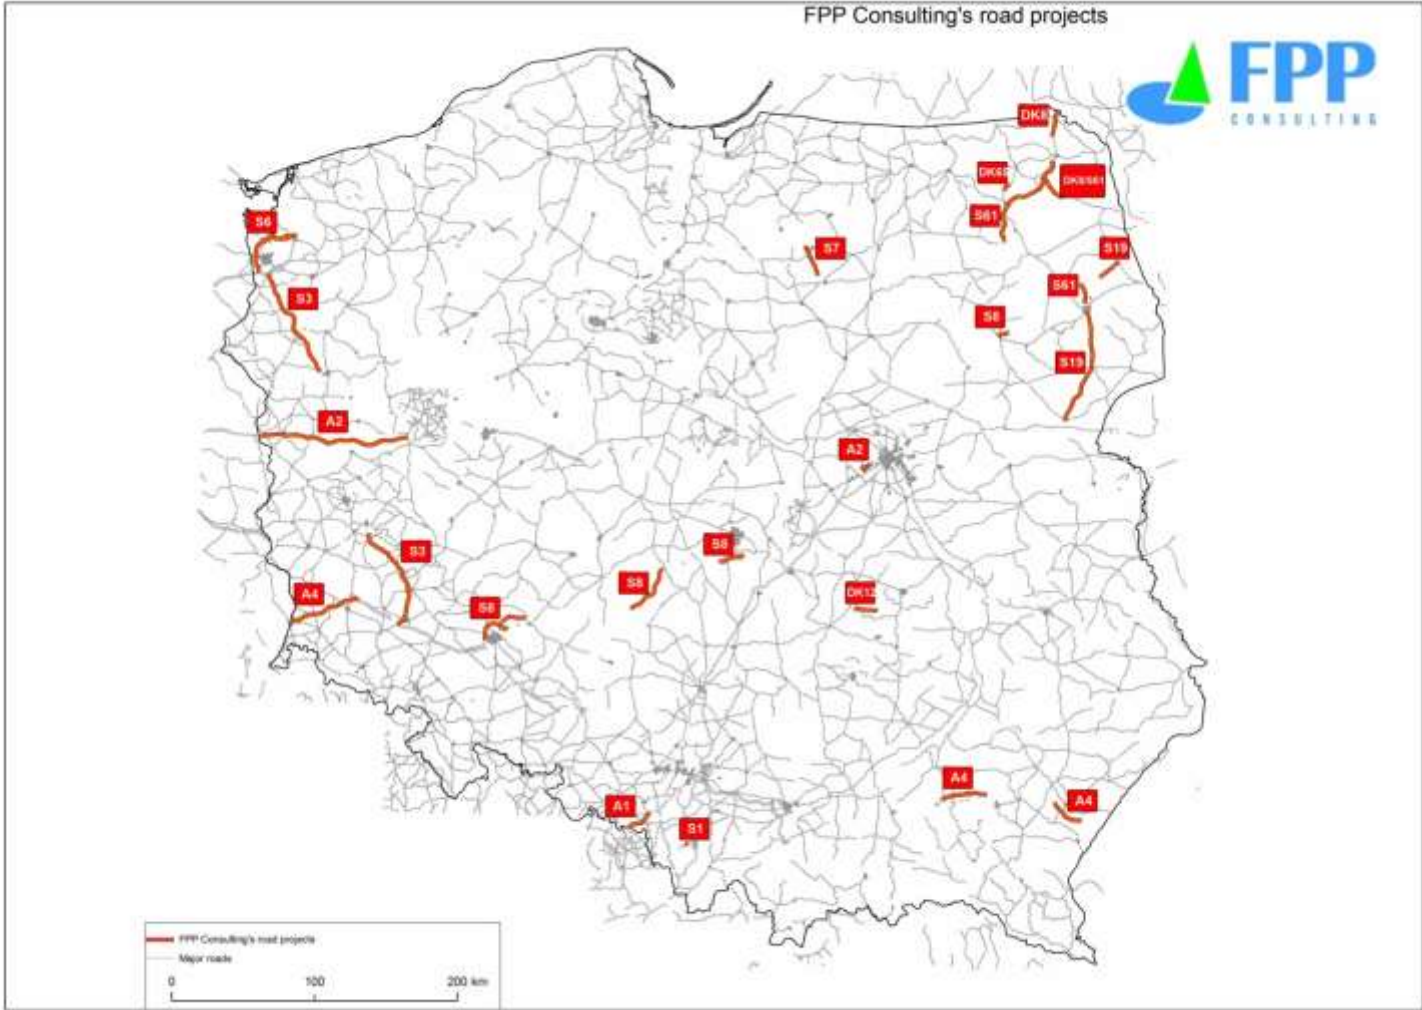 FPP Consulting's road projects
FPP
CONSULTING
DK8
DK65
DK8/S61
S61
S6
S7
S19
S3
S61
S8
S19
A2
A2
S3
S8
S8
A4
DK12
S8
A4
A1
A4
S1
FPP Consulting's road projects
Major roads
0 100 200 km